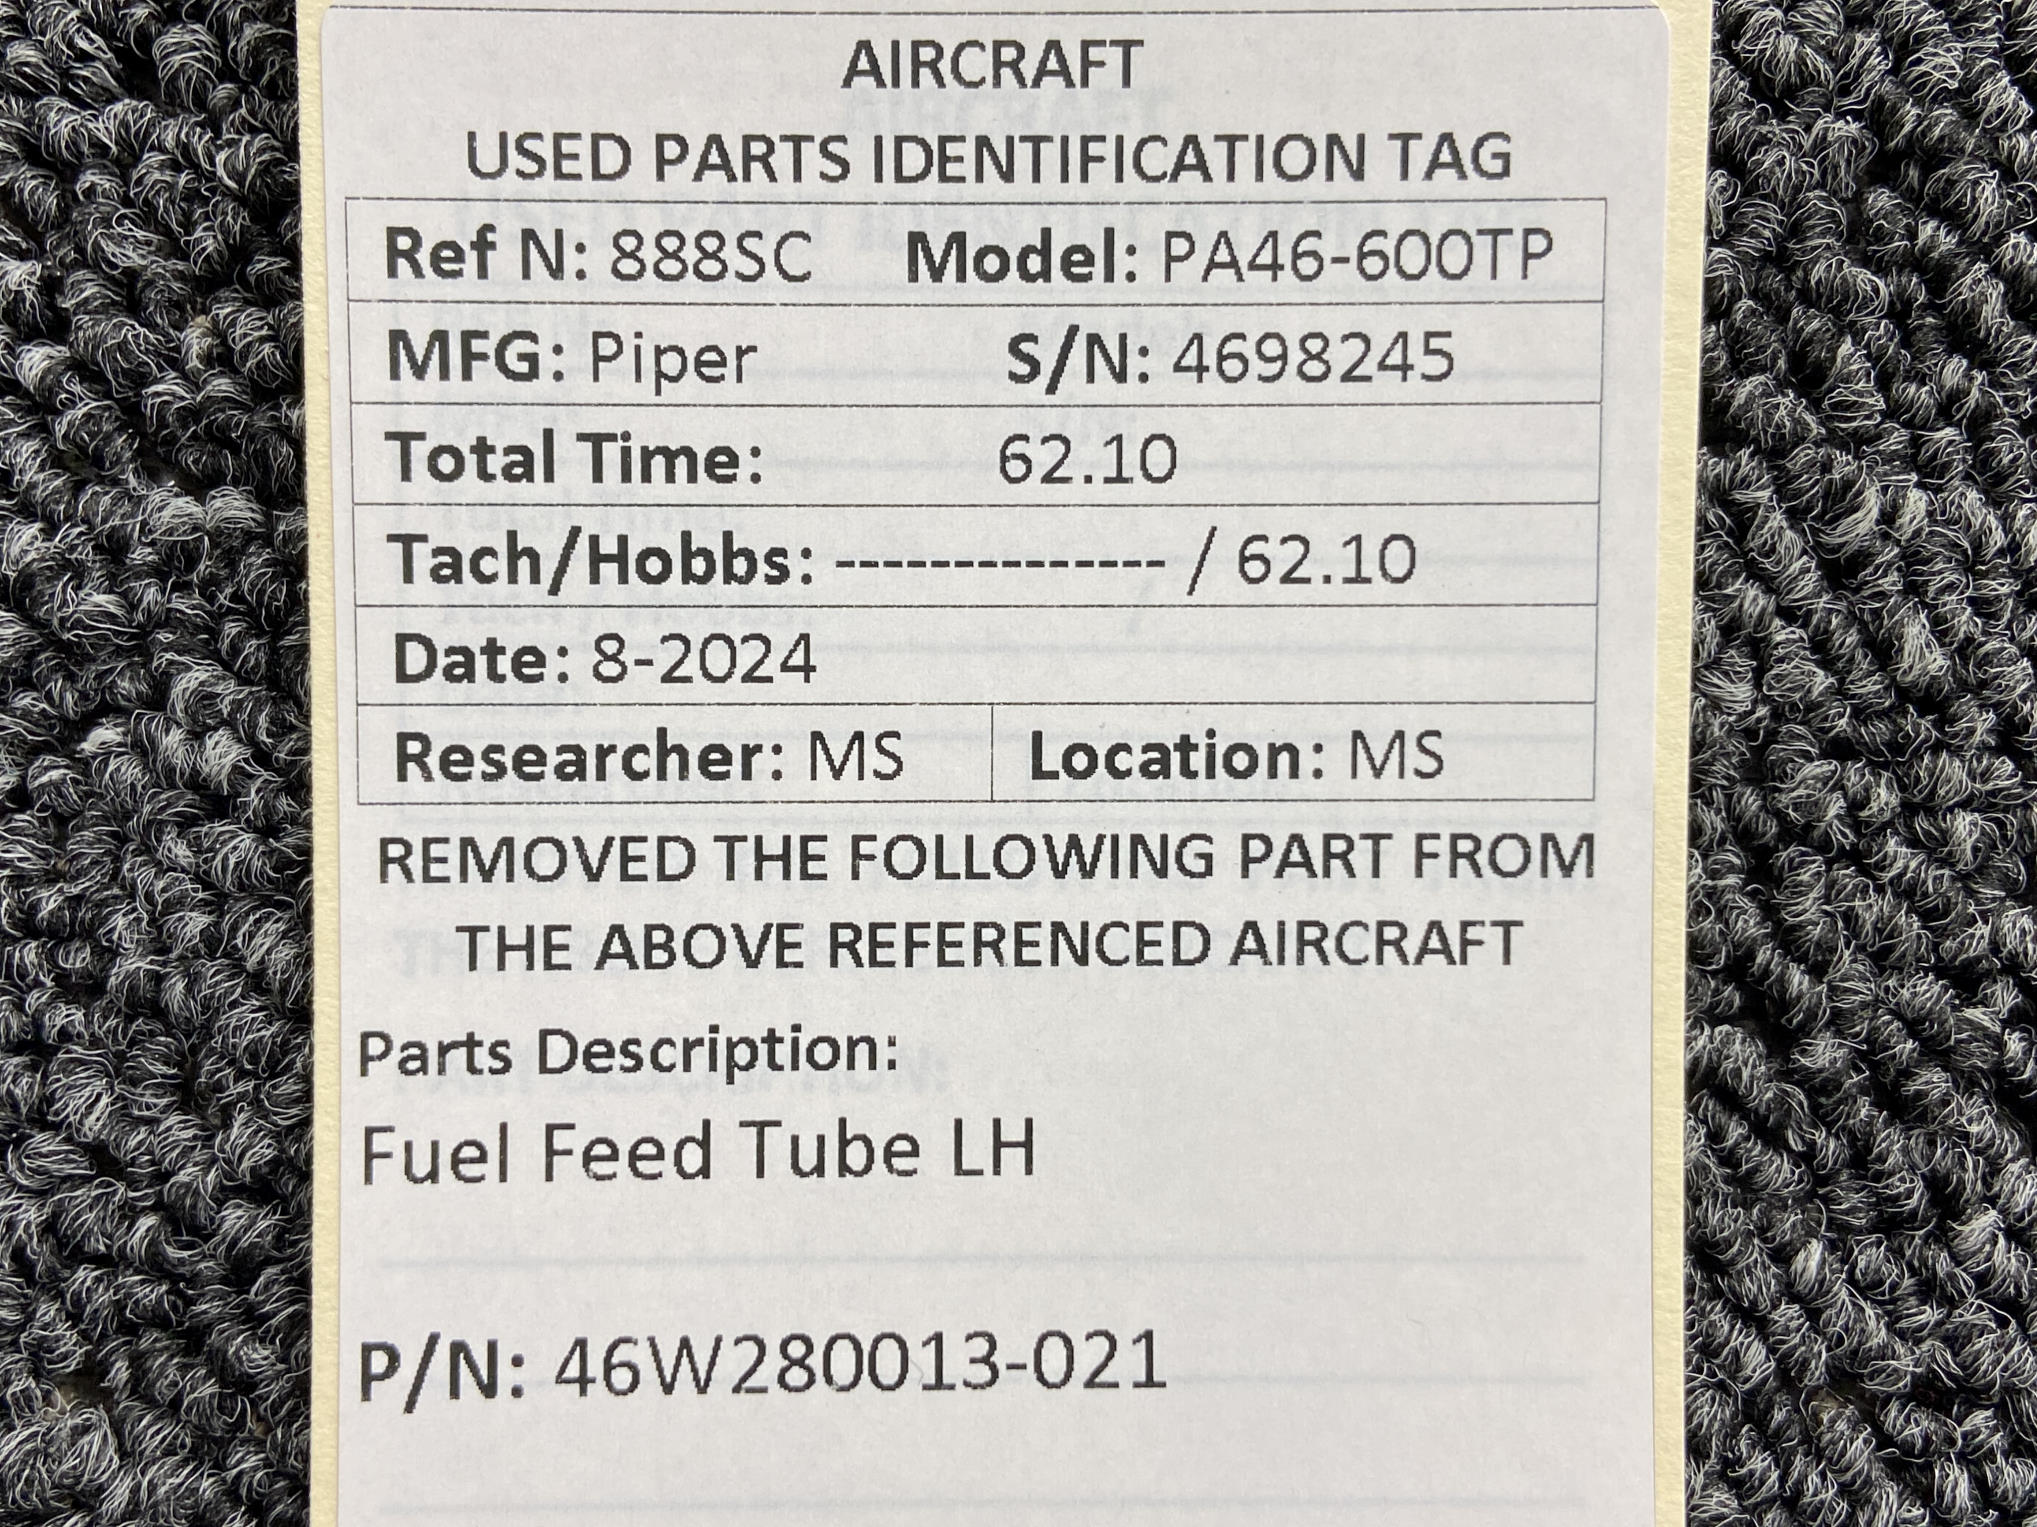 AIRCRAFT
USED PARTS IDENTIFICATION TAG
Ref N: 888SC Model: PA46-600TP
MFG: Piper S/N: 4698245
Total Time: 62.10
Tach/Hobbs: -------------- / 62.10
Date: 8-2024
Researcher: MS Location: MS
REMOVED THE FOLLOWING PART FROM
THE ABOVE REFERENCED AIRCRAFT
Parts Description:
Fuel Feed Tube LH
P/N: 46W280013-021